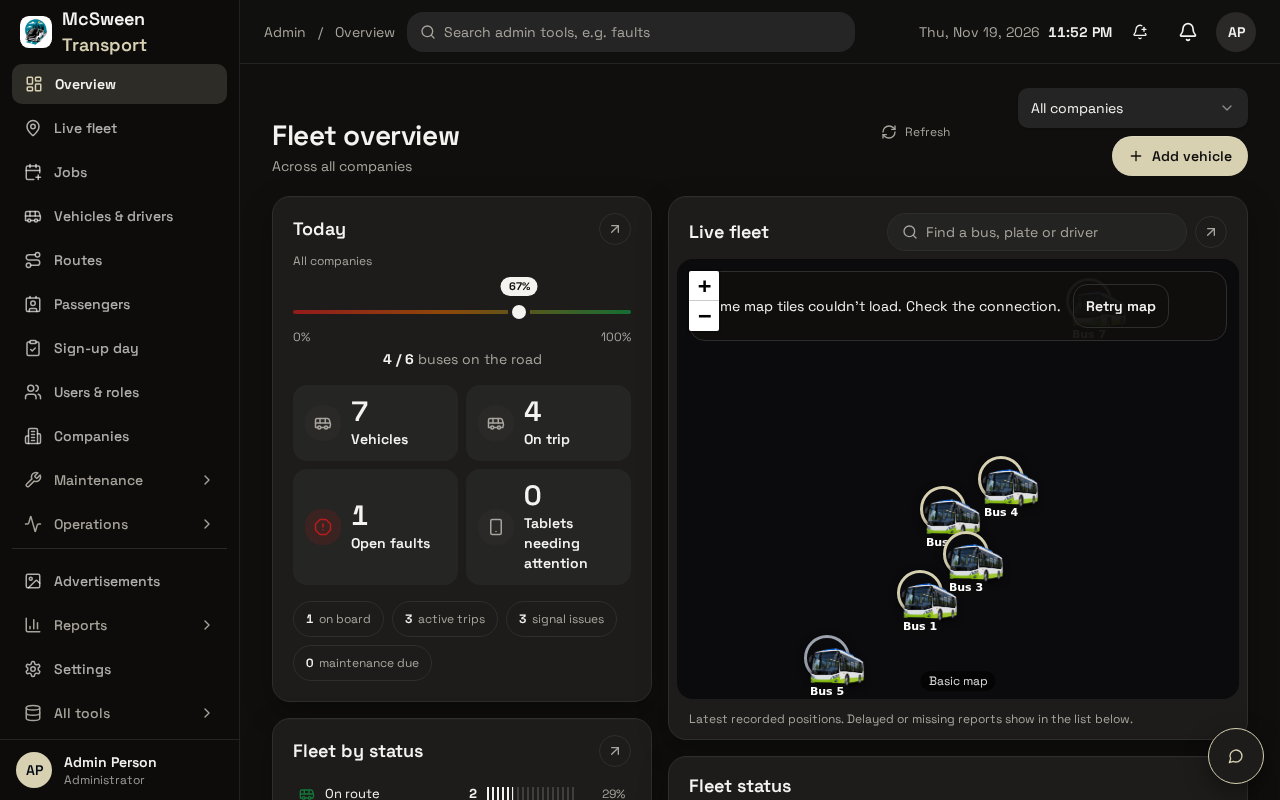 McSween
Transport
Overview
Live fleet
Jobs
Vehicles & drivers
Routes
Passengers
Sign-up day
Users & roles
Companies
Maintenance
Operations
Advertisements
Reports
Settings
All tools
AP
Admin Person
Administrator
Admin / Overview
Search admin tools, e.g. faults
Thu, Nov 19, 2026 11:52 PM
AP
Fleet overview
Across all companies
Refresh
All companies
Add vehicle
Today
All companies
67%
0% 100%
4 / 6 buses on the road
7
Vehicles
4
On trip
1
Open faults
0
Tablets
needing
attention
1 on board
3 active trips
3 signal issues
0 maintenance due
Fleet by status
On route 2 29%
Live fleet
Find a bus, plate or driver
+
−
me map tiles couldn't load. Check the connection.
Retry map
Bus 7
Bus 4
Bus
Bus 3
Bus 1
Bus 5
Basic map
Latest recorded positions. Delayed or missing reports show in the list below.
Fleet status